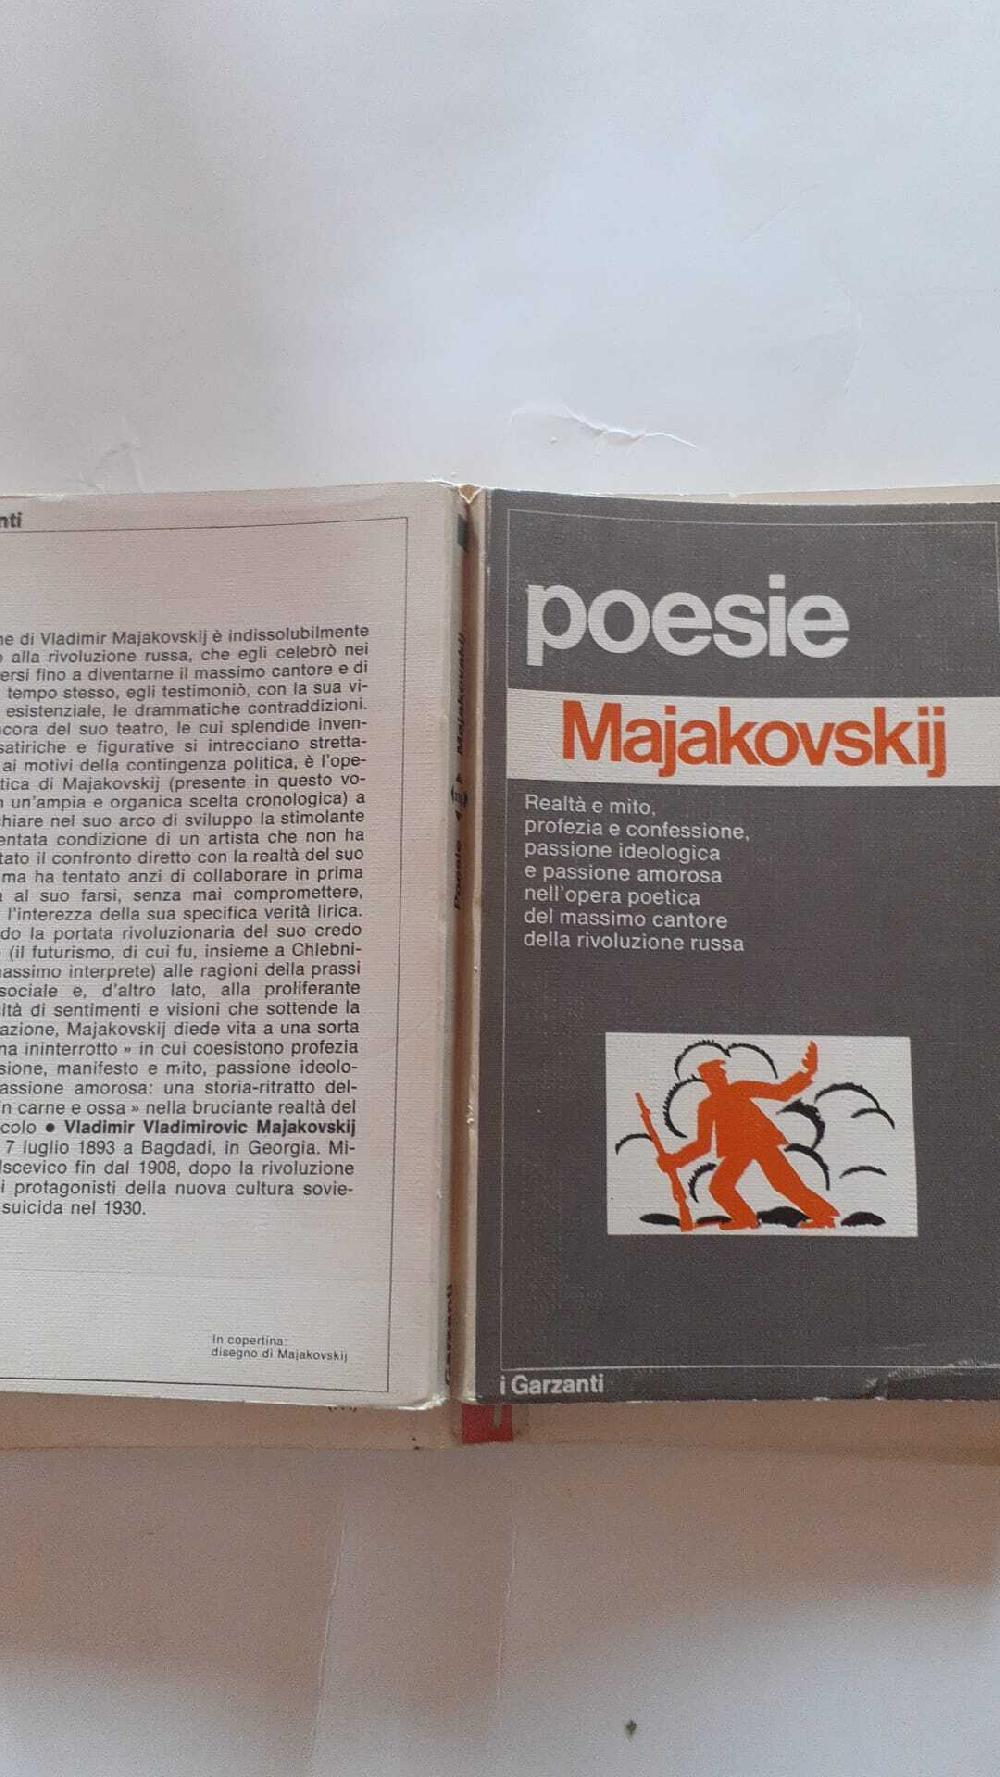 nti
ne di Vladimir Majakovskij è indissolubilmente
o alla rivoluzione russa, che egli celebrò nei
ersi fino a diventarne il massimo cantore e di
tempo stesso, egli testimoniò, con la sua vi-
esistenziale, le drammatiche contraddizioni.
cora del suo teatro, le cui splendide inven-
satiriche e figurative si intrecciano stretta-
ai motivi della contingenza politica, è l'ope-
tica di Majakovskij (presente in questo vo-
n un'ampia e organica scelta cronologica) a
chiare nel suo arco di sviluppo la stimolante
entata condizione di un artista che non ha
tato il confronto diretto con la realtà del suo
ma ha tentato anzi di collaborare in prima
a al suo farsi, senza mai compromettere,
l'interezza della sua specifica verità lirica.
do la portata rivoluzionaria del suo credo
(il futurismo, di cui fu, insieme a Chlebni-
massimo interprete) alle ragioni della prassi
sociale e, d'altro lato, alla proliferante
ità di sentimenti e visioni che sottende la
azione, Majakovskij diede vita a una sorta
na ininterrotto » in cui coesistono profezia
sione, manifesto e mito, passione ideolo-
assione amorosa: una storia-ritratto del-
in carne e ossa » nella bruciante realtà del
colo ● Vladimir Vladimirovic Majakovskij
7 luglio 1893 a Bagdadi, in Georgia. Mi-
lscevico fin dal 1908, dopo la rivoluzione
i protagonisti della nuova cultura sovie-
suicida nel 1930.
In copertina:
disegno di Majakovskij
Poesie Majakovskij
Garzanti
poesie
Majakovskij
Realtà e mito,
profezia e confessione,
passione ideologica
e passione amorosa
nell'opera poetica
del massimo cantore
della rivoluzione russa
i Garzanti